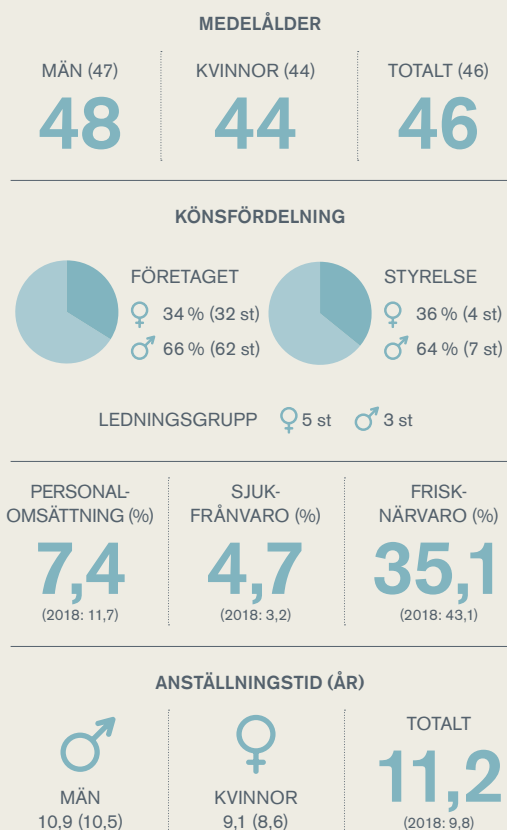 MEDELÅLDER
MÄN (47)
48
KVINNOR (44)
44
TOTALT (46)
46
KÖNSFÖRDELNING
FÖRETAGET
34 % (32 st)
66 % (62 st)
STYRELSE
36 % (4 st)
64 % (7 st)
LEDNINGSGRUPP 5 st 3 st
PERSONAL-
OMSÄTTNING (%)
7,4
(2018: 11,7)
SJUK-
FRÅNVARO (%)
4,7
(2018: 3,2)
FRISK-
NÄRVARO (%)
35,1
(2018: 43,1)
ANSTÄLLNINGSTID (ÅR)
MÄN
10,9 (10,5)
KVINNOR
9,1 (8,6)
TOTALT
11,2
(2018: 9,8)